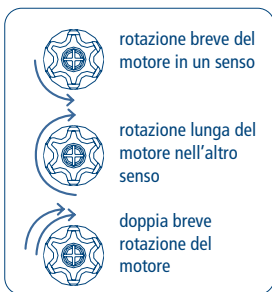 rotazione breve del
motore in un senso
rotazione lunga del
motore nell'altro
senso
doppia breve
rotazione del
motore